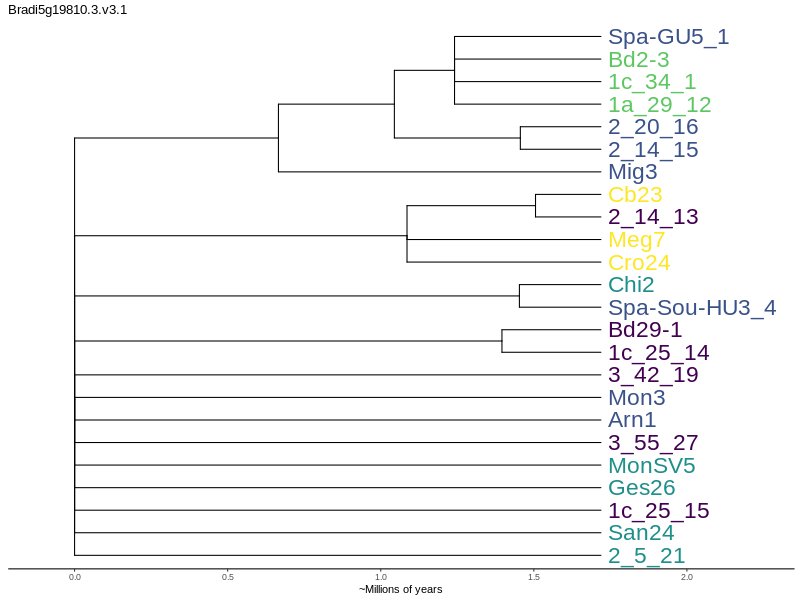 Bradi5g19810.3.v3.1
Spa-GU5_1
Bd2-3
1c_34_1
1a_29_12
2_20_16
2_14_15
Mig3
Cb23
2_14_13
Meg7
Cro24
Chi2
Spa-Sou-HU3_4
Bd29-1
1c_25_14
3_42_19
Mon3
Arn1
3_55_27
MonSV5
Ges26
1c_25_15
San24
2_5_21
0.0 0.5 1.0 1.5 2.0
~Millions of years